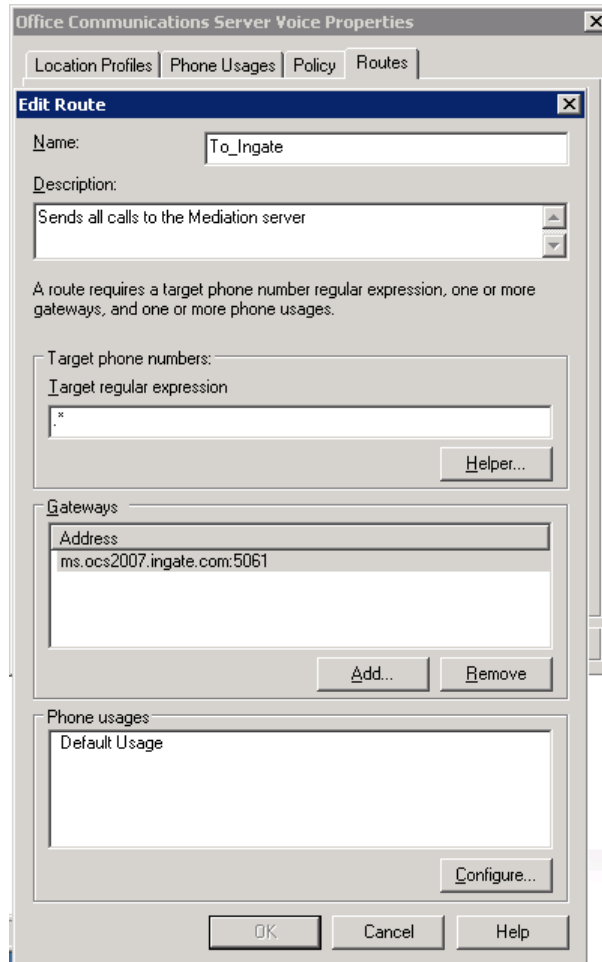 Office Communications Server Voice Properties
Location Profiles Phone Usages Policy Routes
Edit Route
Name: To_Ingate
Description:
Sends all calls to the Mediation server
A route requires a target phone number regular expression, one or more
gateways, and one or more phone usages.
Target phone numbers:
Target regular expression
.*
Helper...
Gateways
Address
ms.ocs2007.ingate.com:5061
Add... Remove
Phone usages
Default Usage
Configure...
OK Cancel Help